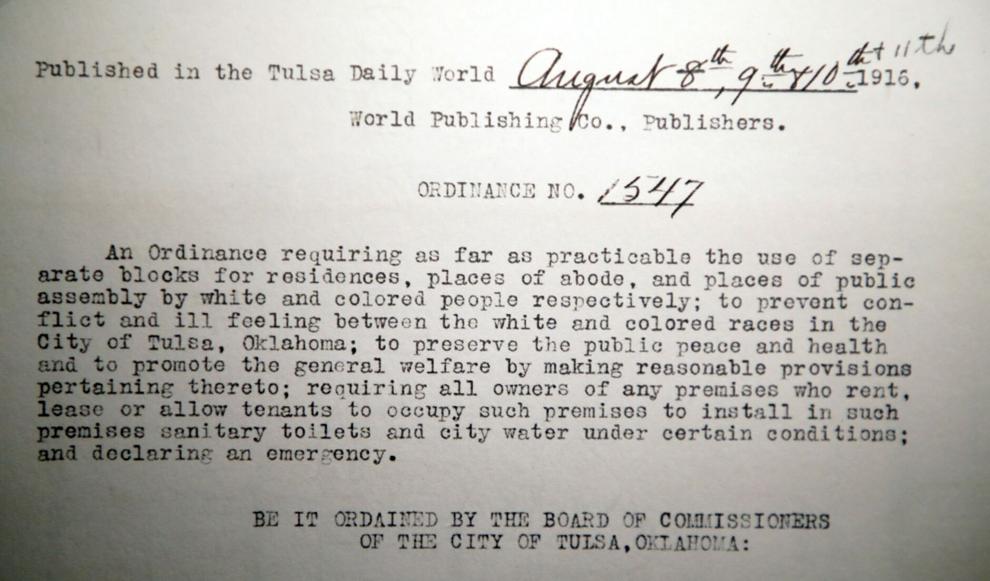 Published in the Tulsa Daily World August 8th, 9th & 10th + 11th 1916.
World Publishing Co., Publishers.
ORDINANCE NO. 1547
An Ordinance requiring as far as practicable the use of sep-
arate blocks for residences, places of abode, and places of public
assembly by white and colored people respectively; to prevent con-
flict and ill feeling between the white and colored races in the
City of Tulsa, Oklahoma; to preserve the public peace and health
and to promote the general welfare by making reasonable provisions
pertaining thereto; requiring all owners of any premises who rent,
lease or allow tenants to occupy such premises to install in such
premises sanitary toilets and city water under certain conditions;
and declaring an emergency.
BE IT ORDAINED BY THE BOARD OF COMMISSIONERS
OF THE CITY OF TULSA,OKLAHOMA: